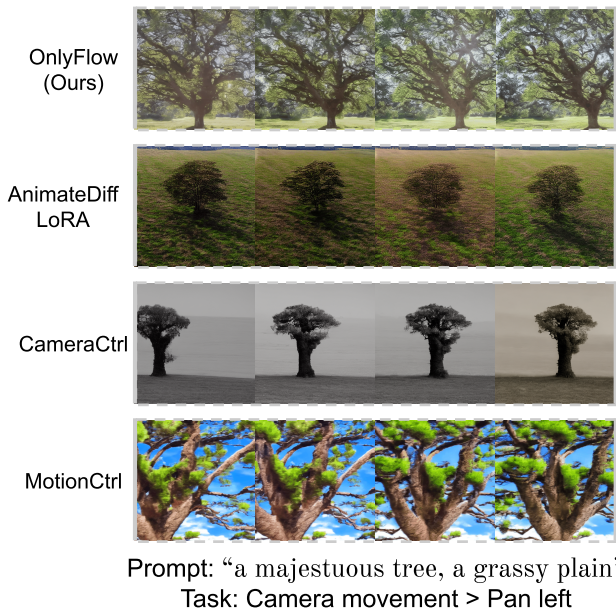 OnlyFlow
(Ours)
AnimateDiff
LoRA
CameraCtrl
MotionCtrl
Prompt: “a majestuous tree, a grassy plain”
Task: Camera movement > Pan left